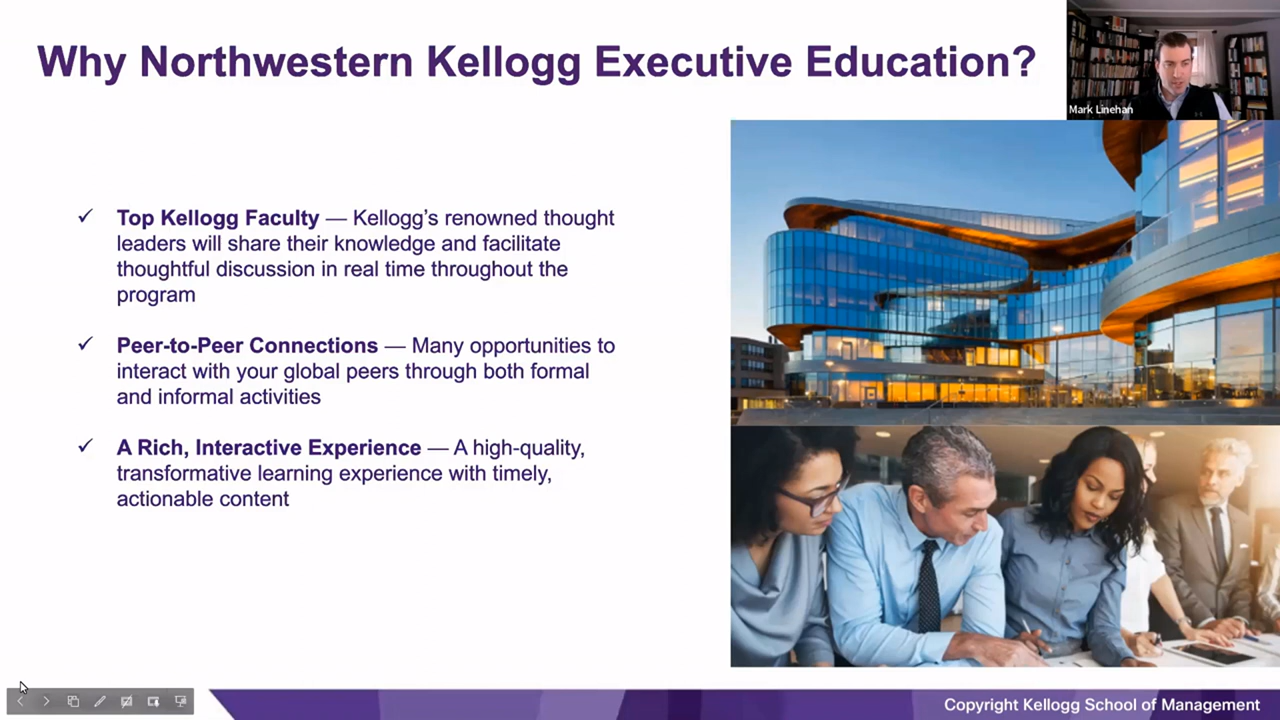 Why Northwestern Kellogg Executive Education?
Mark Linehan
✓ Top Kellogg Faculty — Kellogg’s renowned thought
leaders will share their knowledge and facilitate
thoughtful discussion in real time throughout the
program
✓ Peer-to-Peer Connections — Many opportunities to
interact with your global peers through both formal
and informal activities
✓ A Rich, Interactive Experience — A high-quality,
transformative learning experience with timely,
actionable content
Copyright Kellogg School of Management